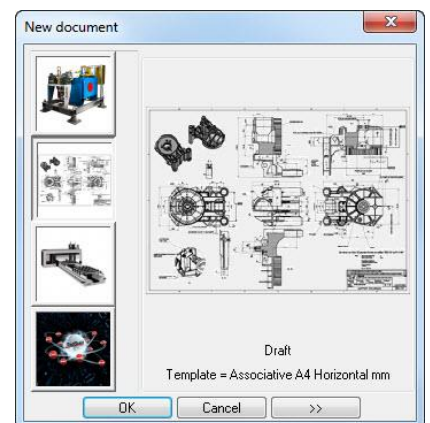 New document
Draft
Template = Associative A4 Horizontal mm
OK
Cancel
>>